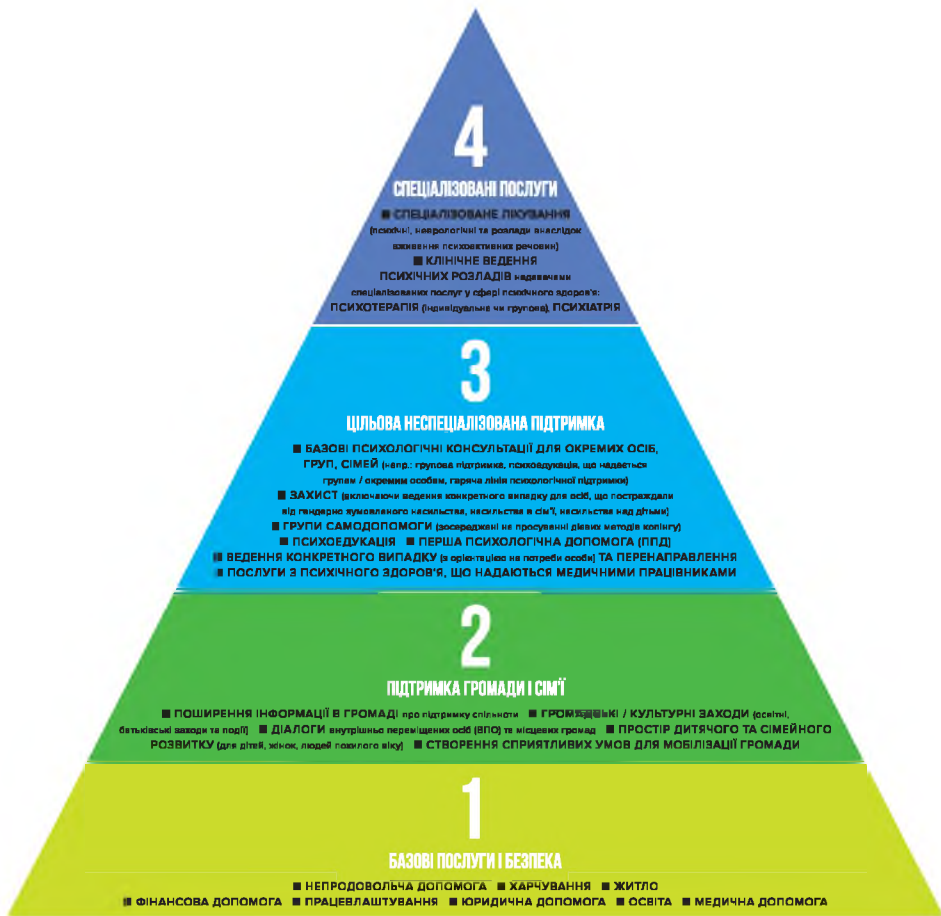 4
СПЕЦІАЛІЗОВАНІ ПОСЛУГИ
■ СПЕЦІАЛІЗОВАНЕ ЛІКУВАННЯ
(психічні, неврологічні та розлади внаслідок
вживення психоактивних речовин)
■ КЛІНІЧНЕ ВЕДЕННЯ
ПСИХІЧНИХ РОЗЛАДІВ надавачами
спеціалізованих послуг у сфері психічного здоров'я:
ПСИХОТЕРАПІЯ (індивідуальна чи групова), ПСИХІАТРІЯ
3
ЦІЛЬОВА НЕСПЕЦІАЛІЗОВАНА ПІДТРИМКА
■ БАЗОВІ ПСИХОЛОГІЧНІ КОНСУЛЬТАЦІЇ ДЛЯ ОКРЕМИХ ОСІБ,
ГРУП, СІМЕЙ (напр.: групова підтримка, психоедукація, що надається
групам / окремим особам, гаряча лінія психологічної підтримки)
■ ЗАХИСТ (включаючи ведення конкретного випадку для осіб, що постраждали
від гендерно зумовленого насильства, насильства в сім'ї, насильства над дітьми)
■ ГРУПИ САМОДОПОМОГИ (зосереджені на просуванні дієвих методів копінгу)
■ ПСИХОЕДУКАЦІЯ ■ ПЕРША ПСИХОЛОГІЧНА ДОПОМОГА (ППД)
■ ВЕДЕННЯ КОНКРЕТНОГО ВИПАДКУ (з орієнтацією на потреби особи) ТА ПЕРЕНАПРАВЛЕННЯ
■ ПОСЛУГИ З ПСИХІЧНОГО ЗДОРОВ'Я, ЩО НАДАЮТЬСЯ МЕДИЧНИМИ ПРАЦІВНИКАМИ
2
ПІДТРИМКА ГРОМАДИ І СІМ'Ї
■ ПОШИРЕННЯ ІНФОРМАЦІЇ В ГРОМАДІ про підтримку спільноти ■ ГРОМАДСЬКІ / КУЛЬТУРНІ ЗАХОДИ (освітні,
батьківські заходи та події) ■ ДІАЛОГИ внутрішньо переміщених осіб (ВПО) та місцевих громад ■ ПРОСТІР ДИТЯЧОГО ТА СІМЕЙНОГО
РОЗВИТКУ (для дітей, жінок, людей похилого віку) ■ СТВОРЕННЯ СПРИЯТЛИВИХ УМОВ ДЛЯ МОБІЛІЗАЦІЇ ГРОМАДИ
1
БАЗОВІ ПОСЛУГИ І БЕЗПЕКА
■ НЕПРОДОВОЛЬЧА ДОПОМОГА ■ ХАРЧУВАННЯ ■ ЖИТЛО
■ ФІНАНСОВА ДОПОМОГА ■ ПРАЦЕВЛАШТУВАННЯ ■ ЮРИДИЧНА ДОПОМОГА ■ ОСВІТА ■ МЕДИЧНА ДОПОМОГА